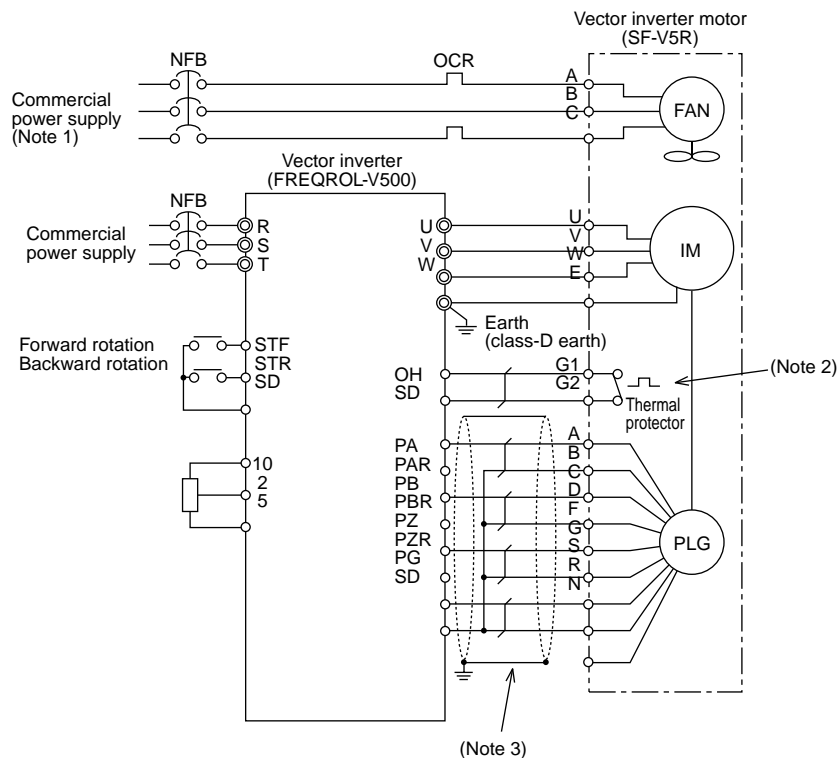 Vector inverter motor
(SF-V5R)
NFB
OCR
A
B
C
FAN
Commercial
power supply
(Note 1)
Vector inverter
(FREQROL-V500)
NFB
Commercial
power supply
R
S
T
U
V
W
U
V
W
E
IM
Earth
(class-D earth)
Forward rotation
Backward rotation
STF
STR
SD
OH
SD
G1
G2
Thermal
protector
(Note 2)
10
2
5
PA
PAR
PB
PBR
PZ
PZR
PG
SD
A
B
C
D
F
G
S
R
N
PLG
(Note 3)